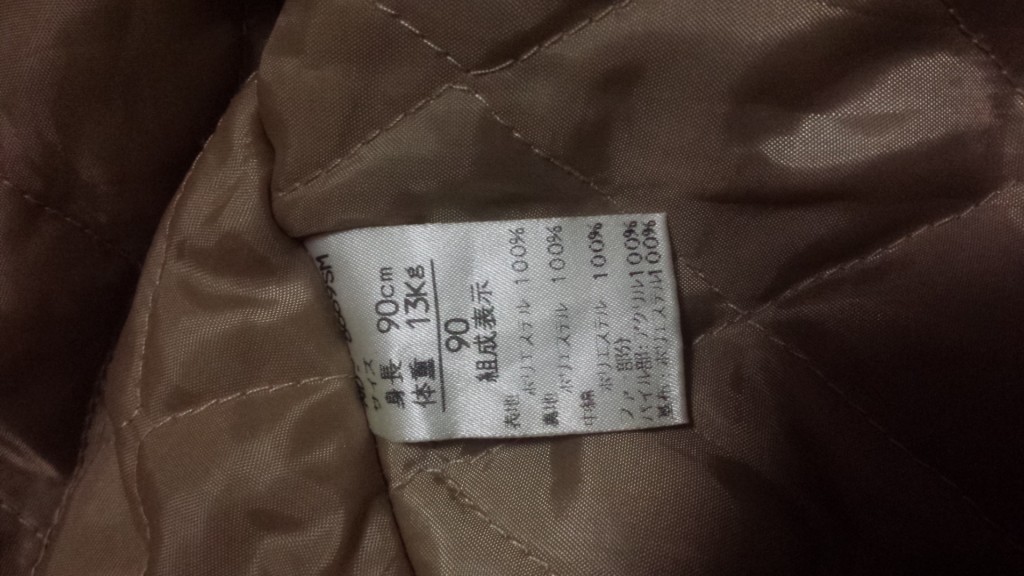 サイズ
身長 90cm
体重 13Kg
90
組成表示
表地 ポリエステル 100%
裏地 ポリエステル 100%
中綿 ポリエステル 100%
ファー部分
パイル部:アクリル100%
基布:ポリエステル100%